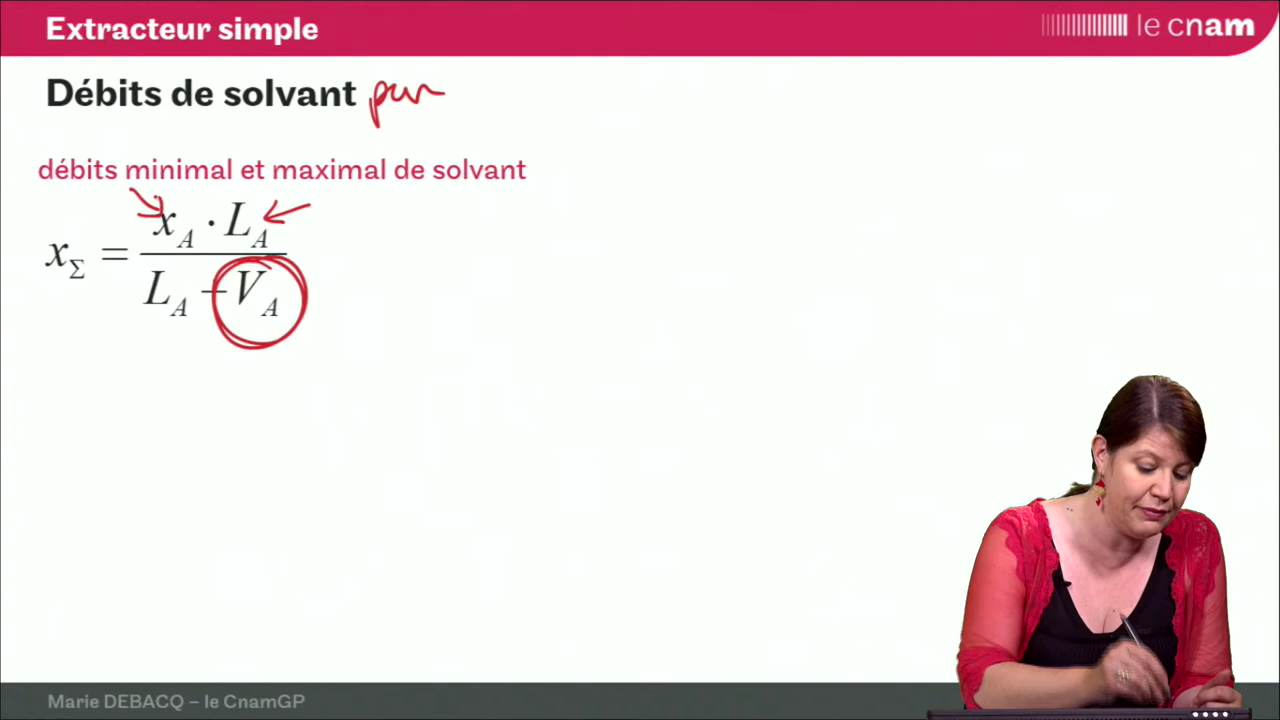 Extracteur simple
le cnam
Débits de solvant pur
débits minimal et maximal de solvant
x_Σ = (x_A · L_A) / (L_A − V_A)
Marie DEBACQ – le CnamGP